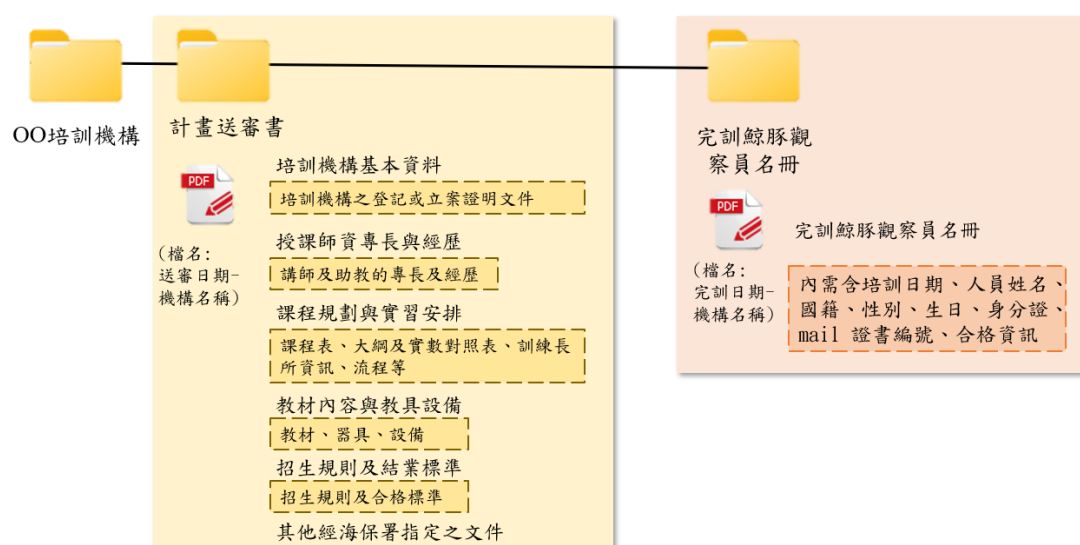 OO培訓機構
計畫送審書
PDF
(檔名:
送審日期-
機構名稱)
培訓機構基本資料
培訓機構之登記或立案證明文件
授課師資專長與經歷
講師及助教的專長及經歷
課程規劃與實習安排
課程表、大綱及實數對照表、訓練長
所資訊、流程等
教材內容與教具設備
教材、器具、設備
招生規則及結業標準
招生規則及合格標準
其他經海保署指定之文件
完訓鯨豚觀
察員名冊
PDF
(檔名:
完訓日期-
機構名稱)
完訓鯨豚觀察員名冊
內需含培訓日期、人員姓名、
國籍、性別、生日、身分證、
mail 證書編號、合格資訊